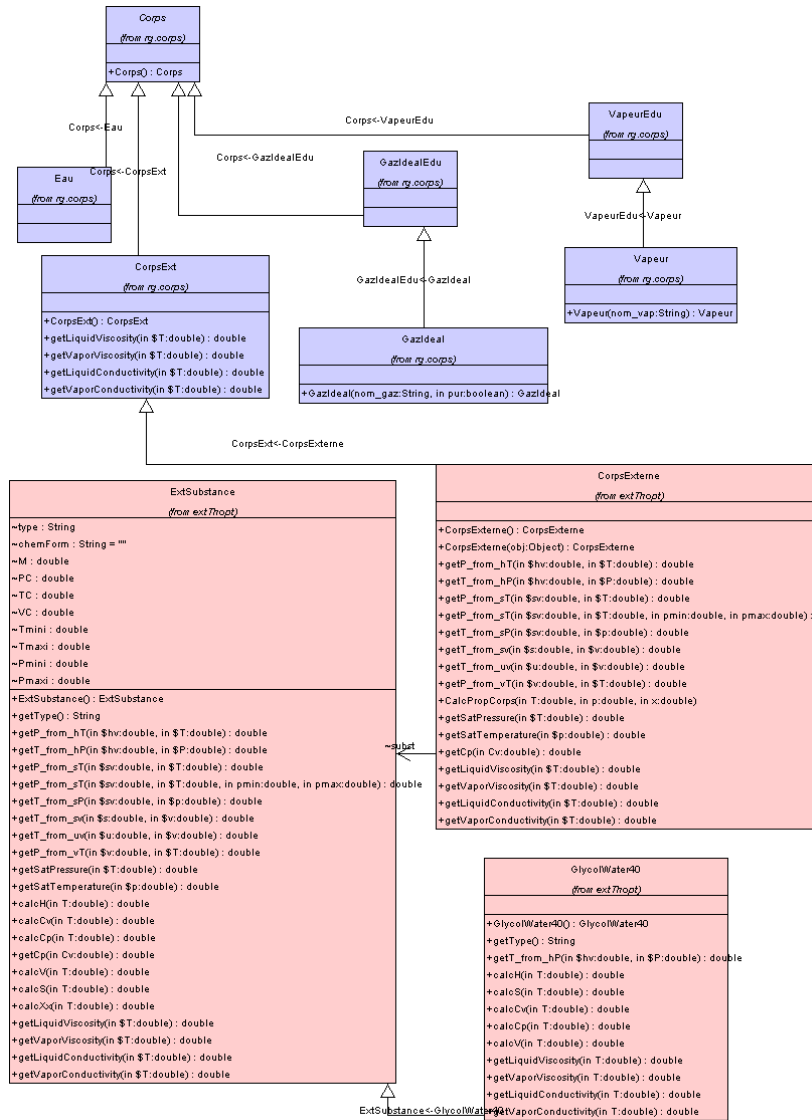 Corps
(from rg.corps)
+Corps() : Corps
Corps<-Eau
Corps<-CorpsExt
Corps<-GazIdealEdu
Corps<-VapeurEdu
VapeurEdu
(from rg.corps)
GazIdealEdu
(from rg.corps)
Eau
(from rg.corps)
VapeurEdu<-Vapeur
GazIdealEdu<-GazIdeal
Vapeur
(from rg.corps)
+Vapeur(nom_vap:String) : Vapeur
CorpsExt
(from rg.corps)
+CorpsExt() : CorpsExt
+getLiquidViscosity(in $T:double) : double
+getVaporViscosity(in $T:double) : double
+getLiquidConductivity(in $T:double) : double
+getVaporConductivity(in $T:double) : double
GazIdeal
(from rg.corps)
+GazIdeal(nom_gaz:String, in pur:boolean) : GazIdeal
CorpsExt<-CorpsExterne
CorpsExterne
(from extThopt)
+CorpsExterne() : CorpsExterne
+CorpsExterne(obj:Object) : CorpsExterne
+getP_from_hT(in $hv:double, in $T:double) : double
+getT_from_hP(in $hv:double, in $P:double) : double
+getP_from_sT(in $sv:double, in $T:double) : double
+getP_from_sT(in $sv:double, in $T:double, in pmin:double, in pmax:double) :
+getT_from_sP(in $sv:double, in $p:double) : double
+getT_from_sv(in $s:double, in $v:double) : double
+getT_from_uv(in $u:double, in $v:double) : double
+getP_from_vT(in $v:double, in $T:double) : double
+CalcPropCorps(in T:double, in p:double, in x:double)
+getSatPressure(in $T:double) : double
+getSatTemperature(in $p:double) : double
+getCp(in Cv:double) : double
+getLiquidViscosity(in $T:double) : double
+getVaporViscosity(in $T:double) : double
+getLiquidConductivity(in $T:double) : double
+getVaporConductivity(in $T:double) : double
ExtSubstance
(from extThopt)
~type : String
~chemForm : String = ""
~M : double
~PC : double
~TC : double
~VC : double
~Tmini : double
~Tmaxi : double
~Pmini : double
~Pmaxi : double
+ExtSubstance() : ExtSubstance
+getType() : String
+getP_from_hT(in $hv:double, in $T:double) : double
+getT_from_hP(in $hv:double, in $P:double) : double
+getP_from_sT(in $sv:double, in $T:double) : double
+getP_from_sT(in $sv:double, in $T:double, in pmin:double, in pmax:double) : double
+getT_from_sP(in $sv:double, in $p:double) : double
+getT_from_sv(in $s:double, in $v:double) : double
+getT_from_uv(in $u:double, in $v:double) : double
+getP_from_vT(in $v:double, in $T:double) : double
+getSatPressure(in $T:double) : double
+getSatTemperature(in $p:double) : double
+calcH(in T:double) : double
+calcCv(in T:double) : double
+calcCp(in T:double) : double
+getCp(in Cv:double) : double
+calcV(in T:double) : double
+calcS(in T:double) : double
+calcXx(in T:double) : double
+getLiquidViscosity(in $T:double) : double
+getVaporViscosity(in $T:double) : double
+getLiquidConductivity(in $T:double) : double
+getVaporConductivity(in $T:double) : double
~subst
GlycolWater40
(from extThopt)
+GlycolWater40() : GlycolWater40
+getType() : String
+getT_from_hP(in $hv:double, in $P:double) : double
+calcH(in T:double) : double
+calcS(in T:double) : double
+calcCv(in T:double) : double
+calcCp(in T:double) : double
+calcV(in T:double) : double
+getLiquidViscosity(in T:double) : double
+getVaporViscosity(in T:double) : double
+getLiquidConductivity(in T:double) : double
+getVaporConductivity(in T:double) : double
ExtSubstance<-GlycolWater40